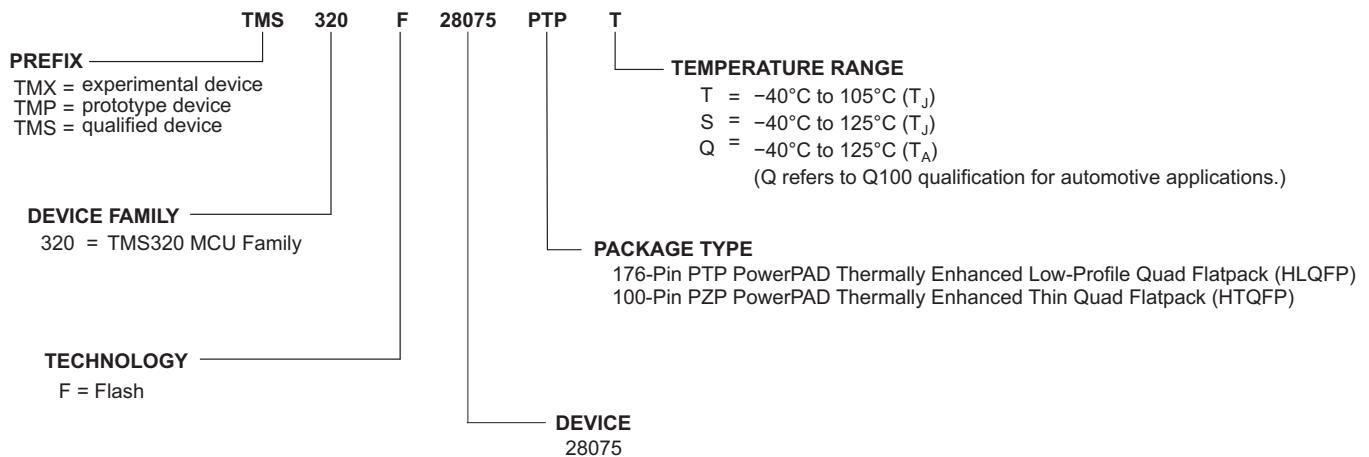 TMS 320 F 28075 PTP T
PREFIX
TMX = experimental device
TMP = prototype device
TMS = qualified device
TEMPERATURE RANGE
T = −40°C to 105°C (TJ)
S = −40°C to 125°C (TJ)
Q = −40°C to 125°C (TA)
(Q refers to Q100 qualification for automotive applications.)
DEVICE FAMILY
320 = TMS320 MCU Family
PACKAGE TYPE
176-Pin PTP PowerPAD Thermally Enhanced Low-Profile Quad Flatpack (HLQFP)
100-Pin PZP PowerPAD Thermally Enhanced Thin Quad Flatpack (HTQFP)
TECHNOLOGY
F = Flash
DEVICE
28075